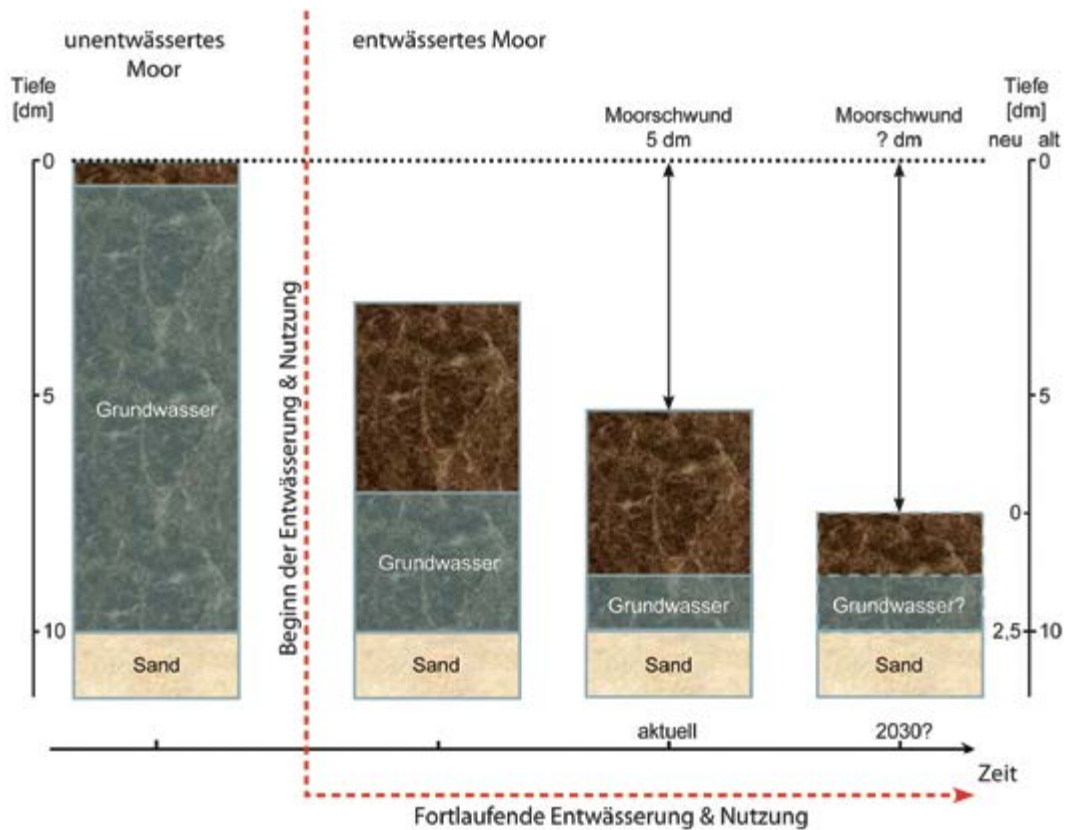 unentwässertes
Moor
entwässertes Moor
Tiefe
[dm]
Moorschwund
5 dm
Moorschwund
? dm
Tiefe
[dm]
neu alt
0
0
5
5
10
0
2,5 10
Beginn der Entwässerung & Nutzung
Grundwasser
Sand
Grundwasser
Sand
Grundwasser
Sand
Grundwasser?
Sand
aktuell
2030?
Zeit
Fortlaufende Entwässerung & Nutzung